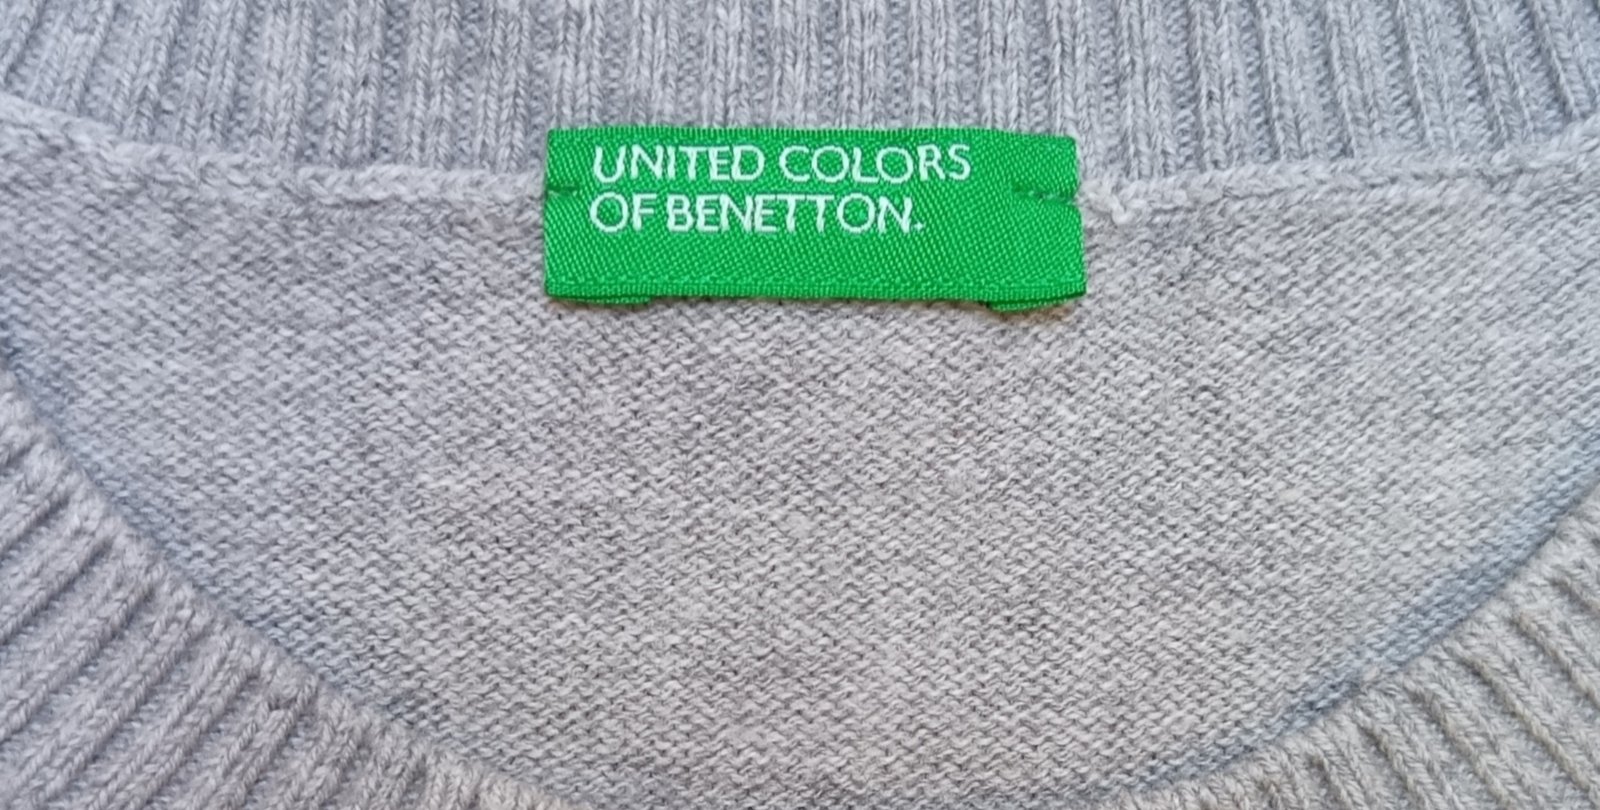 UNITED COLORS
OF BENETTON.